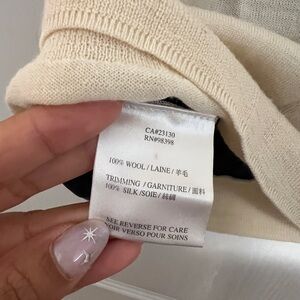 CA#23130
RN#98398
100% WOOL / LAINE / 羊毛
TRIMMING / GARNITURE / 面料
100% SILK /SOIE/ 絲綢
SEE REVERSE FOR CARE
VOIR VERSO POUR SOINS